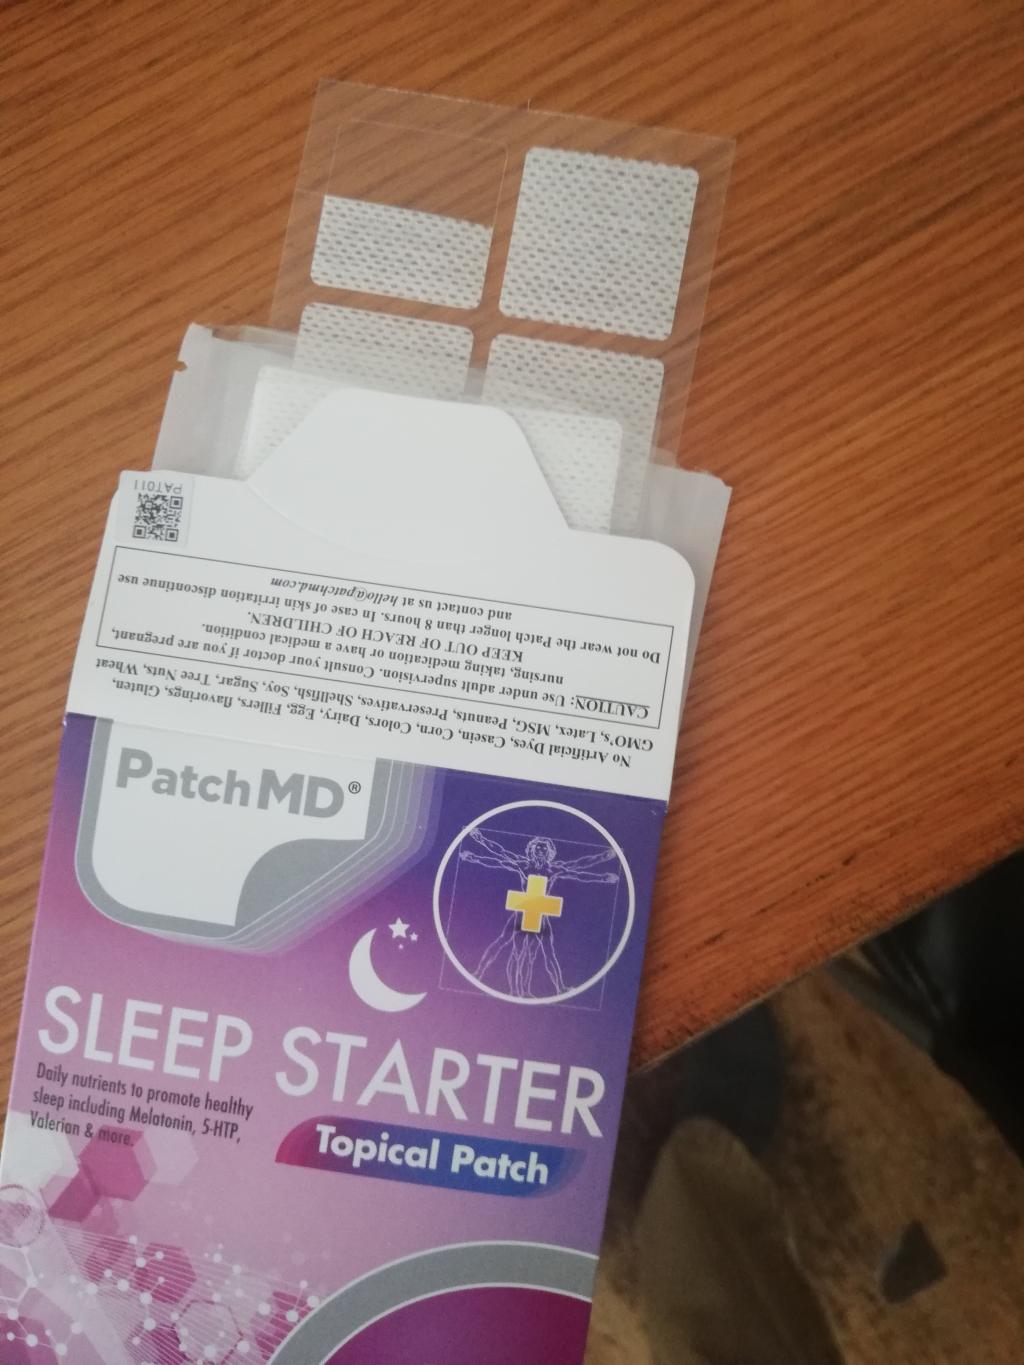 PAT011
No Artificial Dyes, Casein, Corn, Colors, Dairy, Egg, Fillers, flavorings, Gluten,
GMO's, Latex, MSG, Peanuts, Preservatives, Shellfish, Soy, Sugar, Tree Nuts, Wheat
CAUTION: Use under adult supervision. Consult your doctor if you are pregnant,
nursing, taking medication or have a medical condition.
KEEP OUT OF REACH OF CHILDREN.
Do not wear the Patch longer than 8 hours. In case of skin irritation discontinue use
and contact us at hello@patchmd.com
PatchMD®
SLEEP STARTER
Daily nutrients to promote healthy
sleep including Melatonin, 5-HTP,
Valerian & more.
Topical Patch